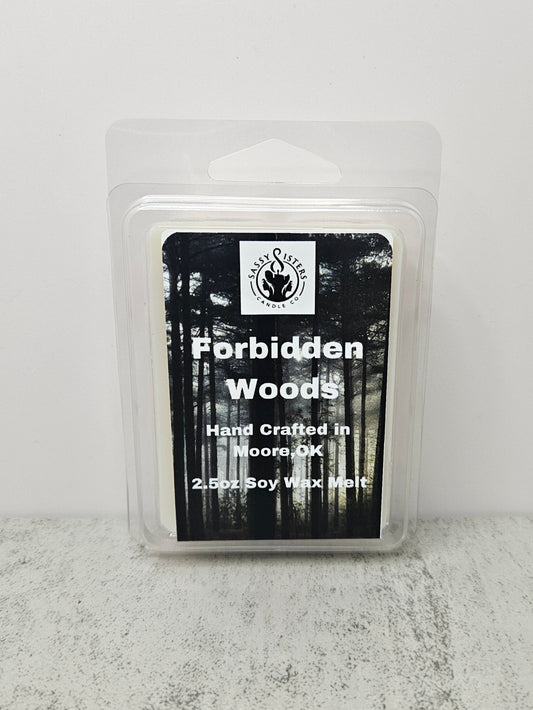 SASSY SISTERS
CANDLE CO.
Forbidden
Woods
Hand Crafted in
Moore,OK
2.5oz Soy Wax Melt